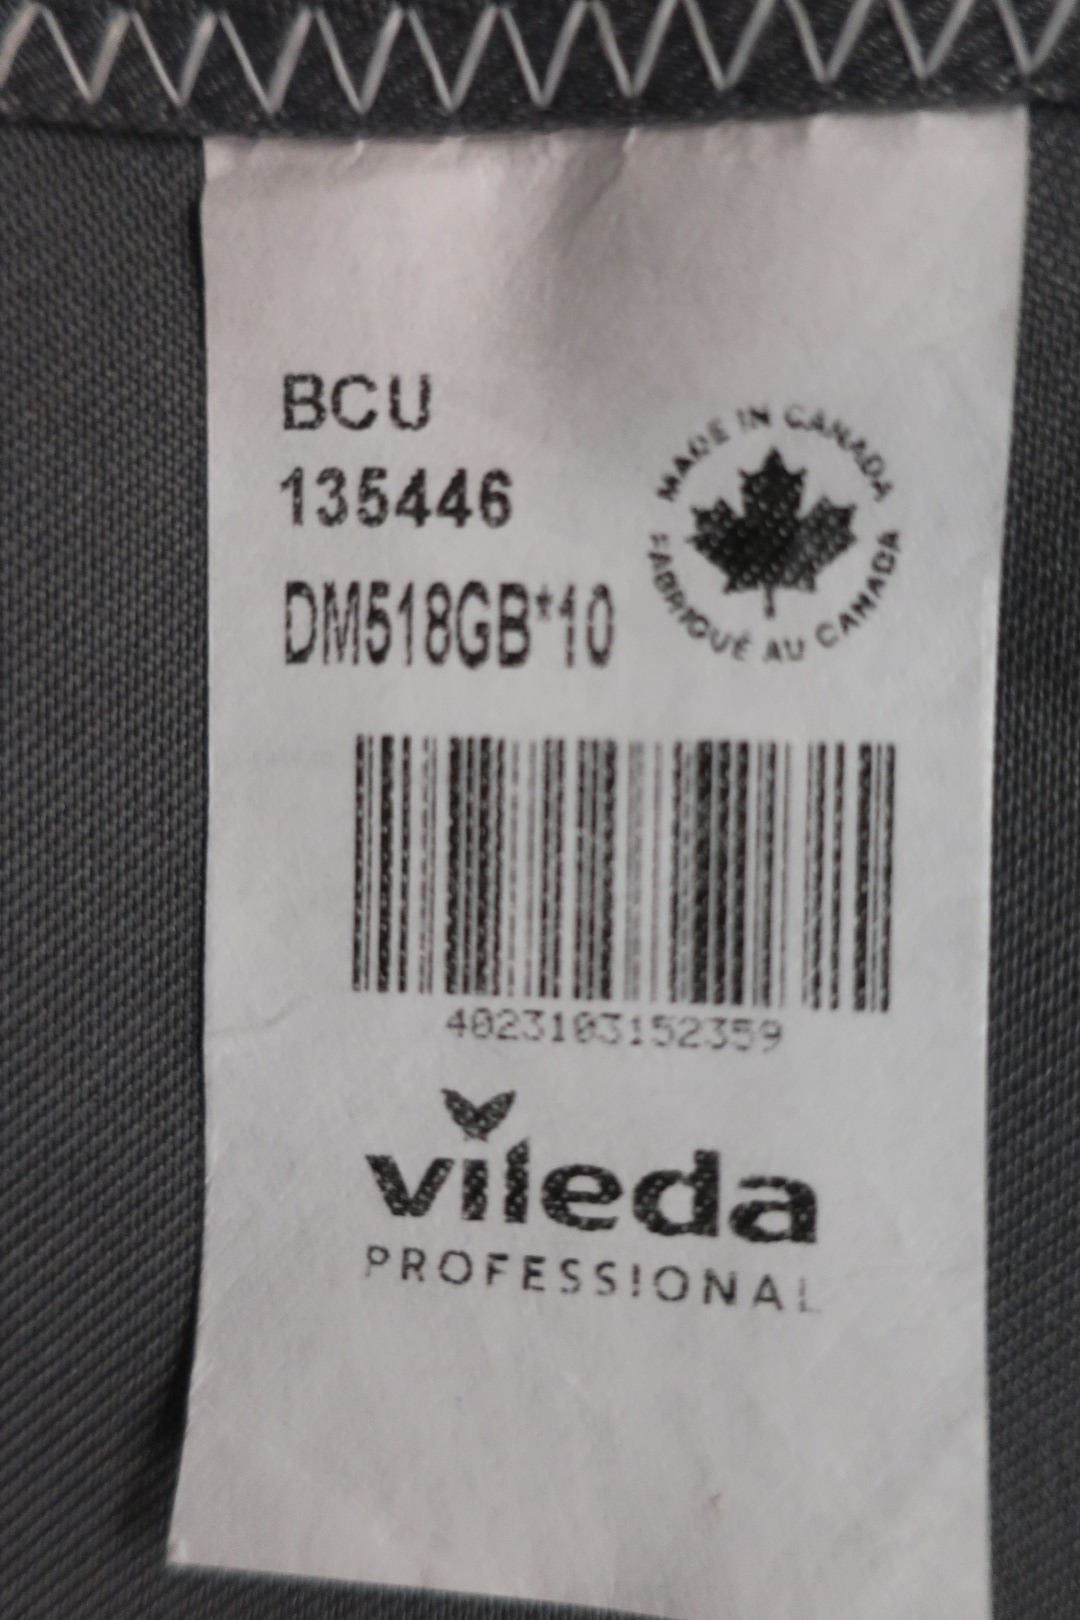 BCU
135446
DM518GB*10
MADE IN CANADA
FABRIQUÉ AU CANADA
4023103152359
vileda
PROFESSIONAL